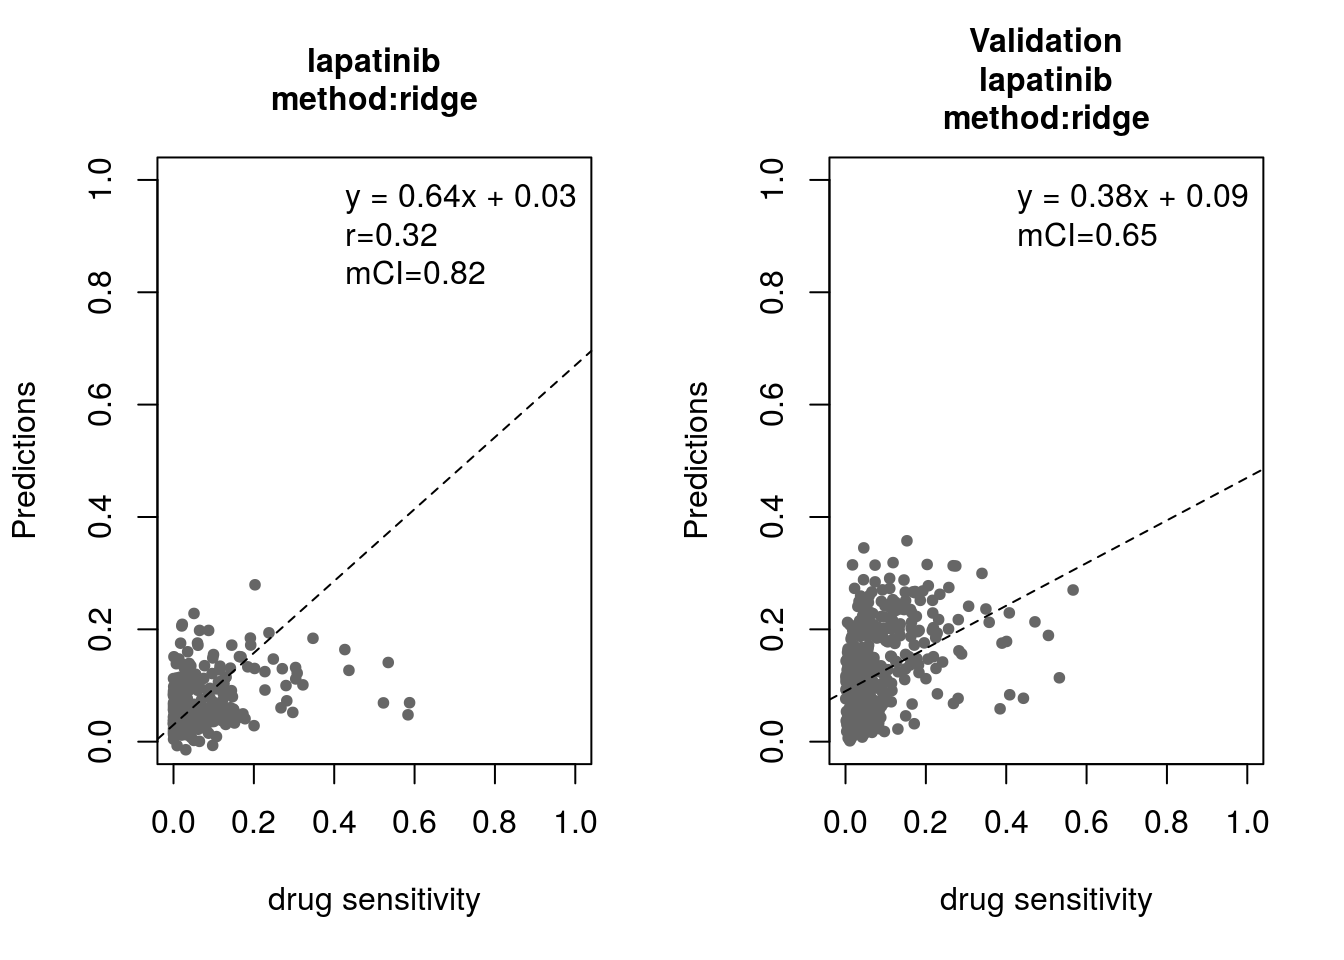 lapatinib
method:ridge
y = 0.64x + 0.03
r=0.32
mCI=0.82
1.0
0.8
0.6
0.4
0.2
0.0
Predictions
0.0 0.2 0.4 0.6 0.8 1.0
drug sensitivity
Validation
lapatinib
method:ridge
y = 0.38x + 0.09
mCI=0.65
1.0
0.8
0.6
0.4
0.2
0.0
Predictions
0.0 0.2 0.4 0.6 0.8 1.0
drug sensitivity